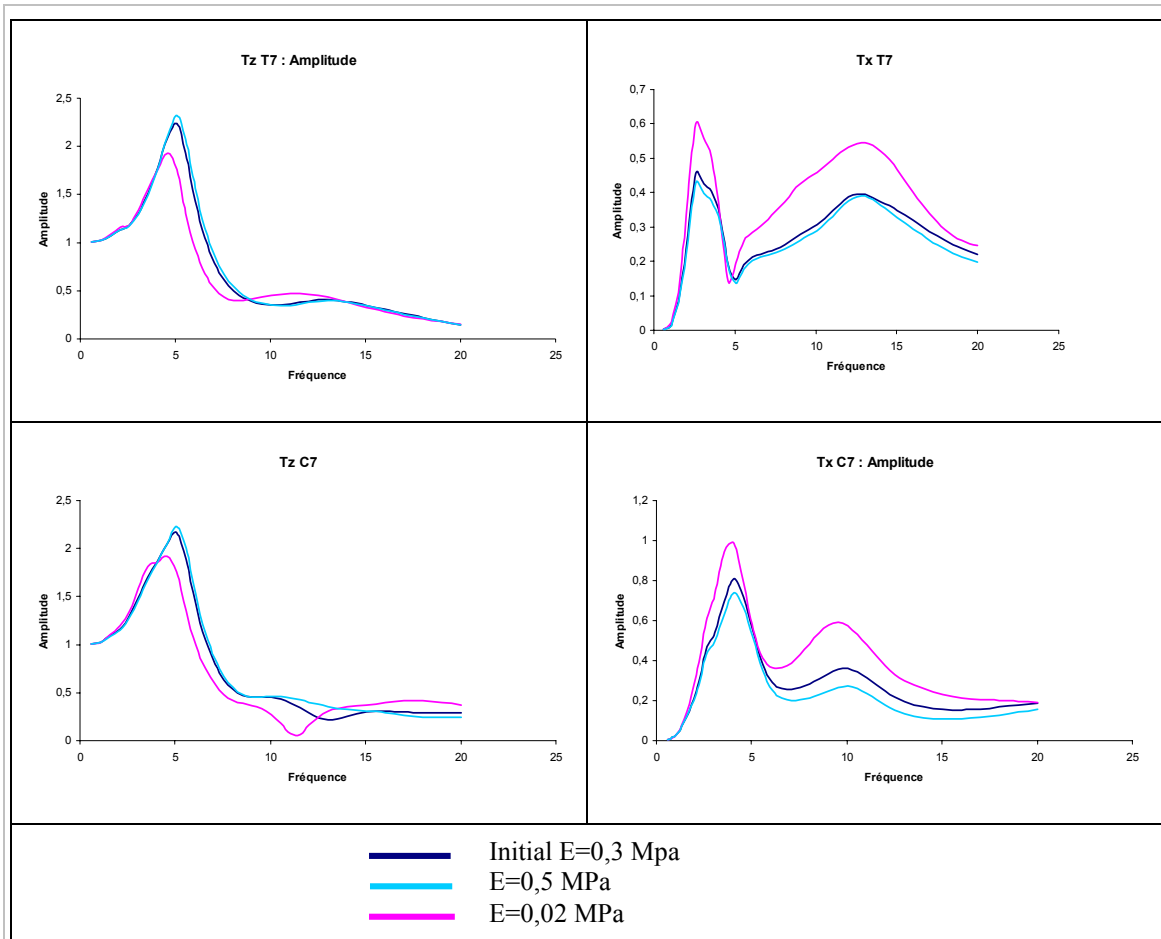 Tz T7 : Amplitude
2,5
2
1,5
1
0,5
0
0 5 10 15 20 25
Amplitude
Fréquence
Tx T7
0,7
0,6
0,5
0,4
0,3
0,2
0,1
0
0 5 10 15 20 25
Amplitude
Fréquence
Tz C7
2,5
2
1,5
1
0,5
0
0 5 10 15 20 25
Amplitude
Fréquence
Tx C7 : Amplitude
1,2
1
0,8
0,6
0,4
0,2
0
0 5 10 15 20 25
Amplitude
Fréquence
Initial E=0,3 Mpa
E=0,5 MPa
E=0,02 MPa